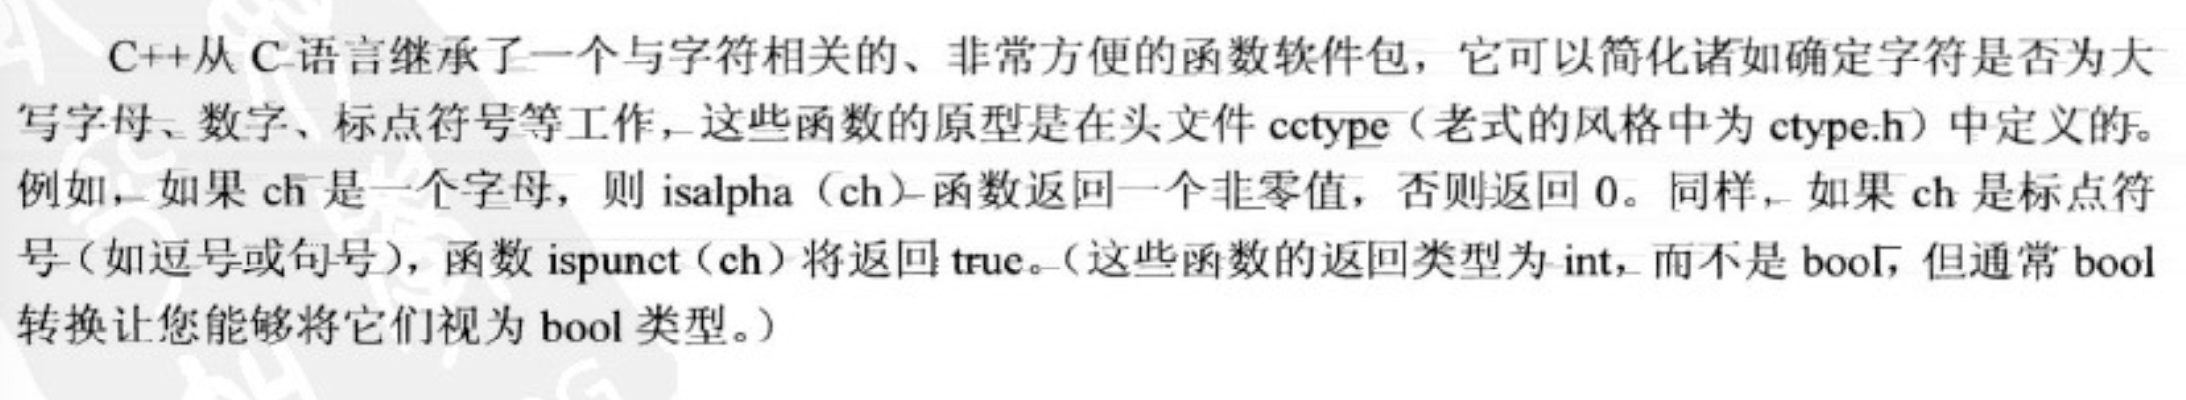 C++从 C 语言继承了一个与字符相关的、非常方便的函数软件包，它可以简化诸如确定字符是否为大
写字母、数字、标点符号等工作，这些函数的原型是在头文件 cctype（老式的风格中为 ctype.h）中定义的。
例如，如果 ch 是一个字母，则 isalpha（ch）函数返回一个非零值，否则返回 0。同样，如果 ch 是标点符
号（如逗号或句号），函数 ispunct（ch）将返回 true。（这些函数的返回类型为 int，而不是 bool，但通常 bool
转换让您能够将它们视为 bool 类型。）